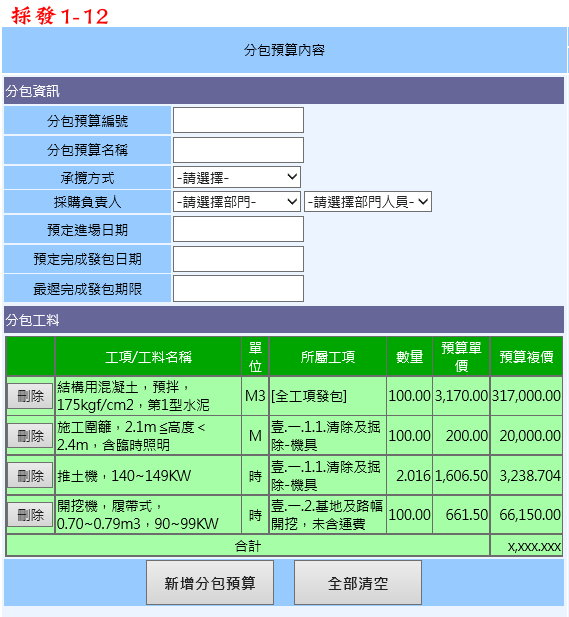 採發1-12
分包預算內容
分包資訊
分包預算編號
分包預算名稱
承攬方式 -請選擇-
採購負責人 -請選擇部門- -請選擇部門人員-
預定進場日期
預定完成發包日期
最遲完成發包期限
分包工料
工項/工料名稱 單位 所屬工項 數量 預算單價 預算複價
刪除 結構用混凝土，預拌， M3 [全工項發包] 100.00 3,170.00 317,000.00
175kgf/cm2，第1型水泥
刪除 施工圍籬，2.1m≦高度＜ M 壹.一.1.1.清除及掘 100.00 200.00 20,000.00
2.4m，含臨時照明 除-機具
刪除 推土機，140~149KW 時 壹.一.1.1.清除及掘 2.016 1,606.50 3,238.704
除-機具
刪除 開挖機，履帶式， 時 壹.一.2.基地及路幅 100.00 661.50 66,150.00
0.70~0.79m3，90~99KW 開挖，未含運費
合計 x,xxx.xxx
新增分包預算 全部清空